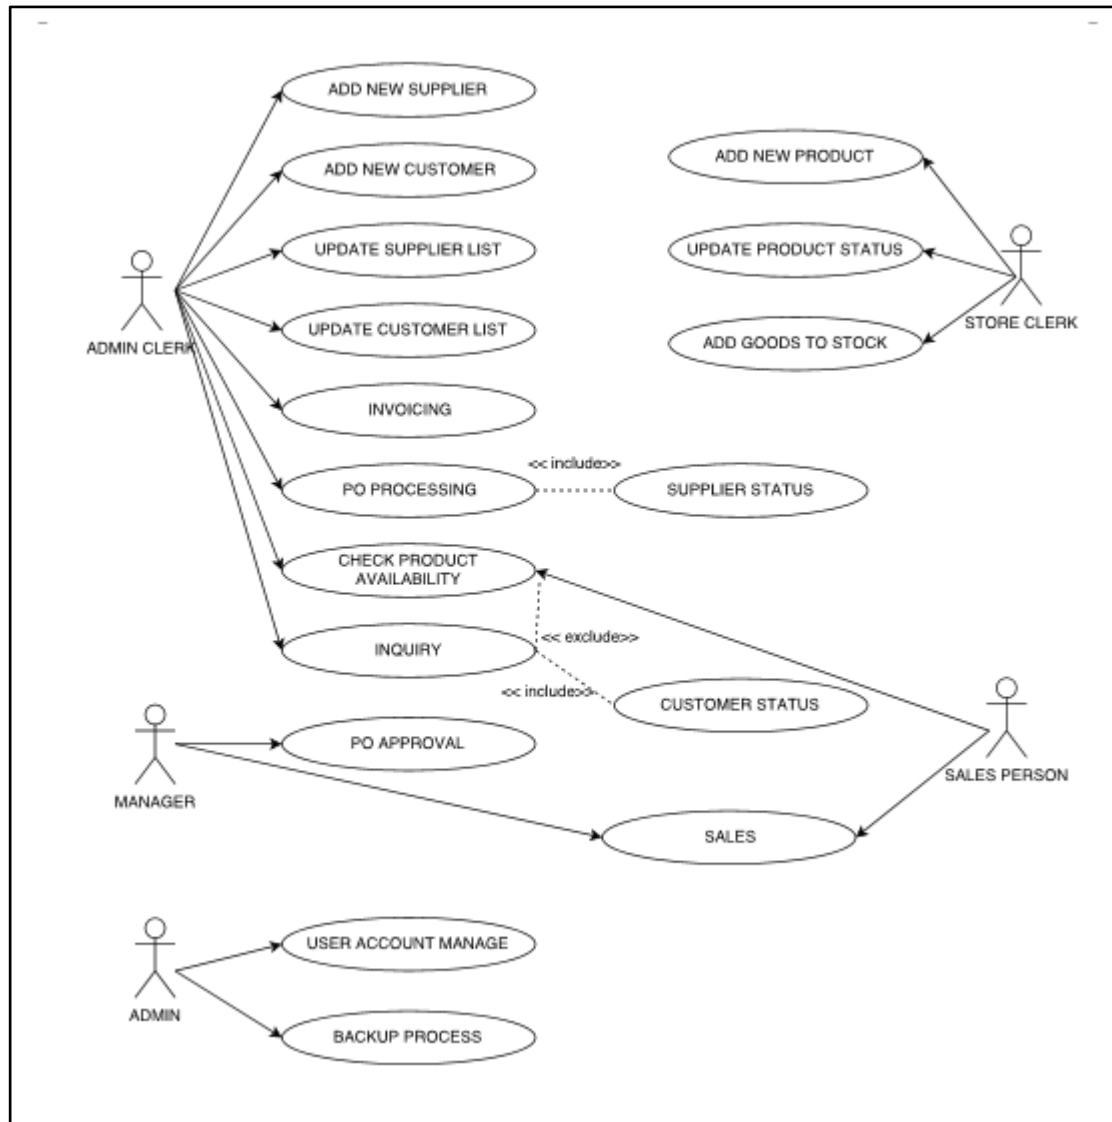 ADD NEW SUPPLIER
ADD NEW CUSTOMER
UPDATE SUPPLIER LIST
UPDATE CUSTOMER LIST
ADMIN CLERK
INVOICING
PO PROCESSING
<< include>>
SUPPLIER STATUS
CHECK PRODUCT
AVAILABILITY
INQUIRY
<< exclude>>
<< include>>
CUSTOMER STATUS
ADD NEW PRODUCT
UPDATE PRODUCT STATUS
ADD GOODS TO STOCK
STORE CLERK
PO APPROVAL
MANAGER
SALES PERSON
SALES
USER ACCOUNT MANAGE
ADMIN
BACKUP PROCESS